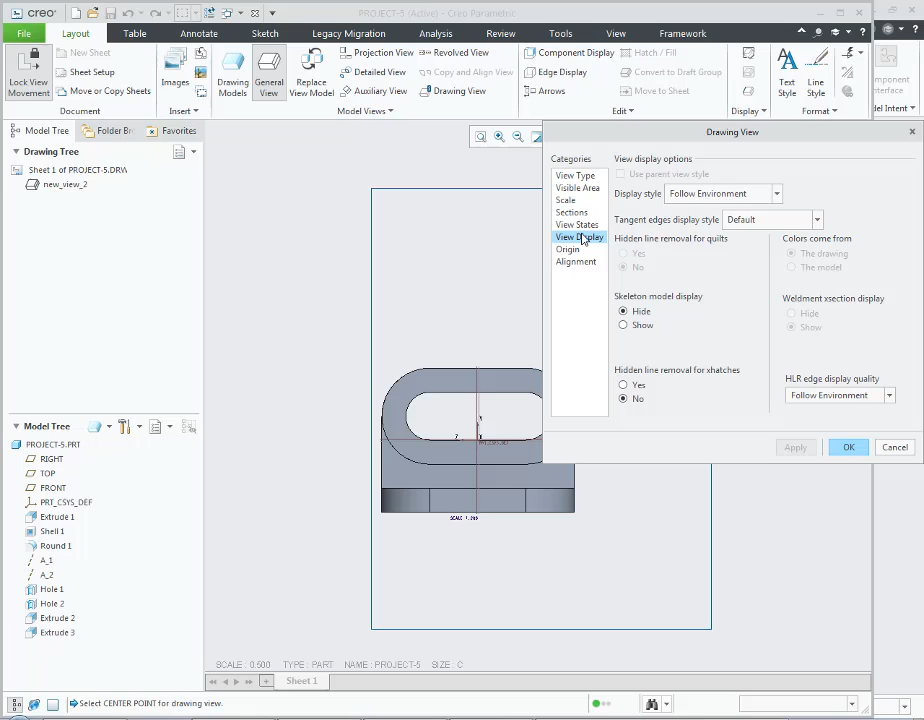 creo
PROJECT-5 (Active) - Creo Parametric
File
Layout
Table
Annotate
Sketch
Legacy Migration
Analysis
Review
Tools
View
Framework
Lock View Movement
New Sheet
Sheet Setup
Move or Copy Sheets
Document
Images
Insert
Drawing Models
General View
Replace View Model
Projection View
Detailed View
Auxiliary View
Revolved View
Copy and Align View
Drawing View
Model Views
Component Display
Edge Display
Arrows
Hatch / Fill
Convert to Draft Group
Move to Sheet
Edit
Display
Text Style
Line Style
Format
omponent
terface
del Intent
Model Tree
Folder Br
Favorites
Drawing Tree
Sheet 1 of PROJECT-5.DRW
new_view_2
Model Tree
PROJECT-5.PRT
RIGHT
TOP
FRONT
PRT_CSYS_DEF
Extrude 1
Shell 1
Round 1
A_1
A_2
Hole 1
Hole 2
Extrude 2
Extrude 3
Drawing View
Categories
View Type
Visible Area
Scale
Sections
View States
View Display
Origin
Alignment
View display options
Use parent view style
Display style
Follow Environment
Tangent edges display style
Default
Hidden line removal for quilts
Yes
No
Colors come from
The drawing
The model
Skeleton model display
Hide
Show
Weldment xsection display
Hide
Show
Hidden line removal for xhatches
Yes
No
HLR edge display quality
Follow Environment
Apply
OK
Cancel
Y
Z
X
PRT_CSYS_DEF
SCALE 1.000
SCALE : 0.500
TYPE : PART
NAME : PROJECT-5
SIZE : C
Sheet 1
Select CENTER POINT for drawing view.